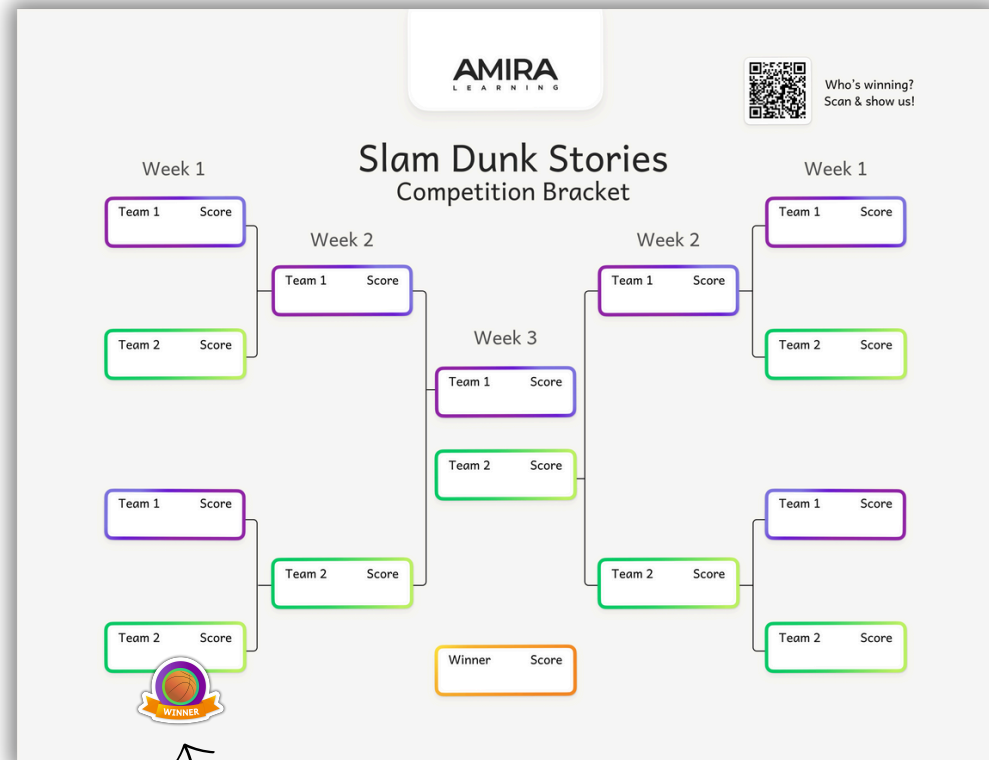 AMIRA
LEARNING
Who's winning?
Scan & show us!
Slam Dunk Stories
Competition Bracket
Week 1
Week 1
Team 1 Score
Team 1 Score
Week 2
Week 2
Team 1 Score
Team 1 Score
Team 2 Score
Team 2 Score
Week 3
Team 1 Score
Team 2 Score
Team 1 Score
Team 1 Score
Team 2 Score
Team 2 Score
Team 2 Score
Team 2 Score
Winner Score
WINNER